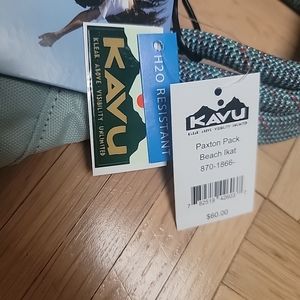 KAVU
KLEAR ABOVE VISIBILITY UNLIMITED
H2O RESISTANT
KAVU
KLEAR ABOVE VISIBILITY UNLIMITED
Paxton Pack
Beach Ikat
870-1866-
$60.00